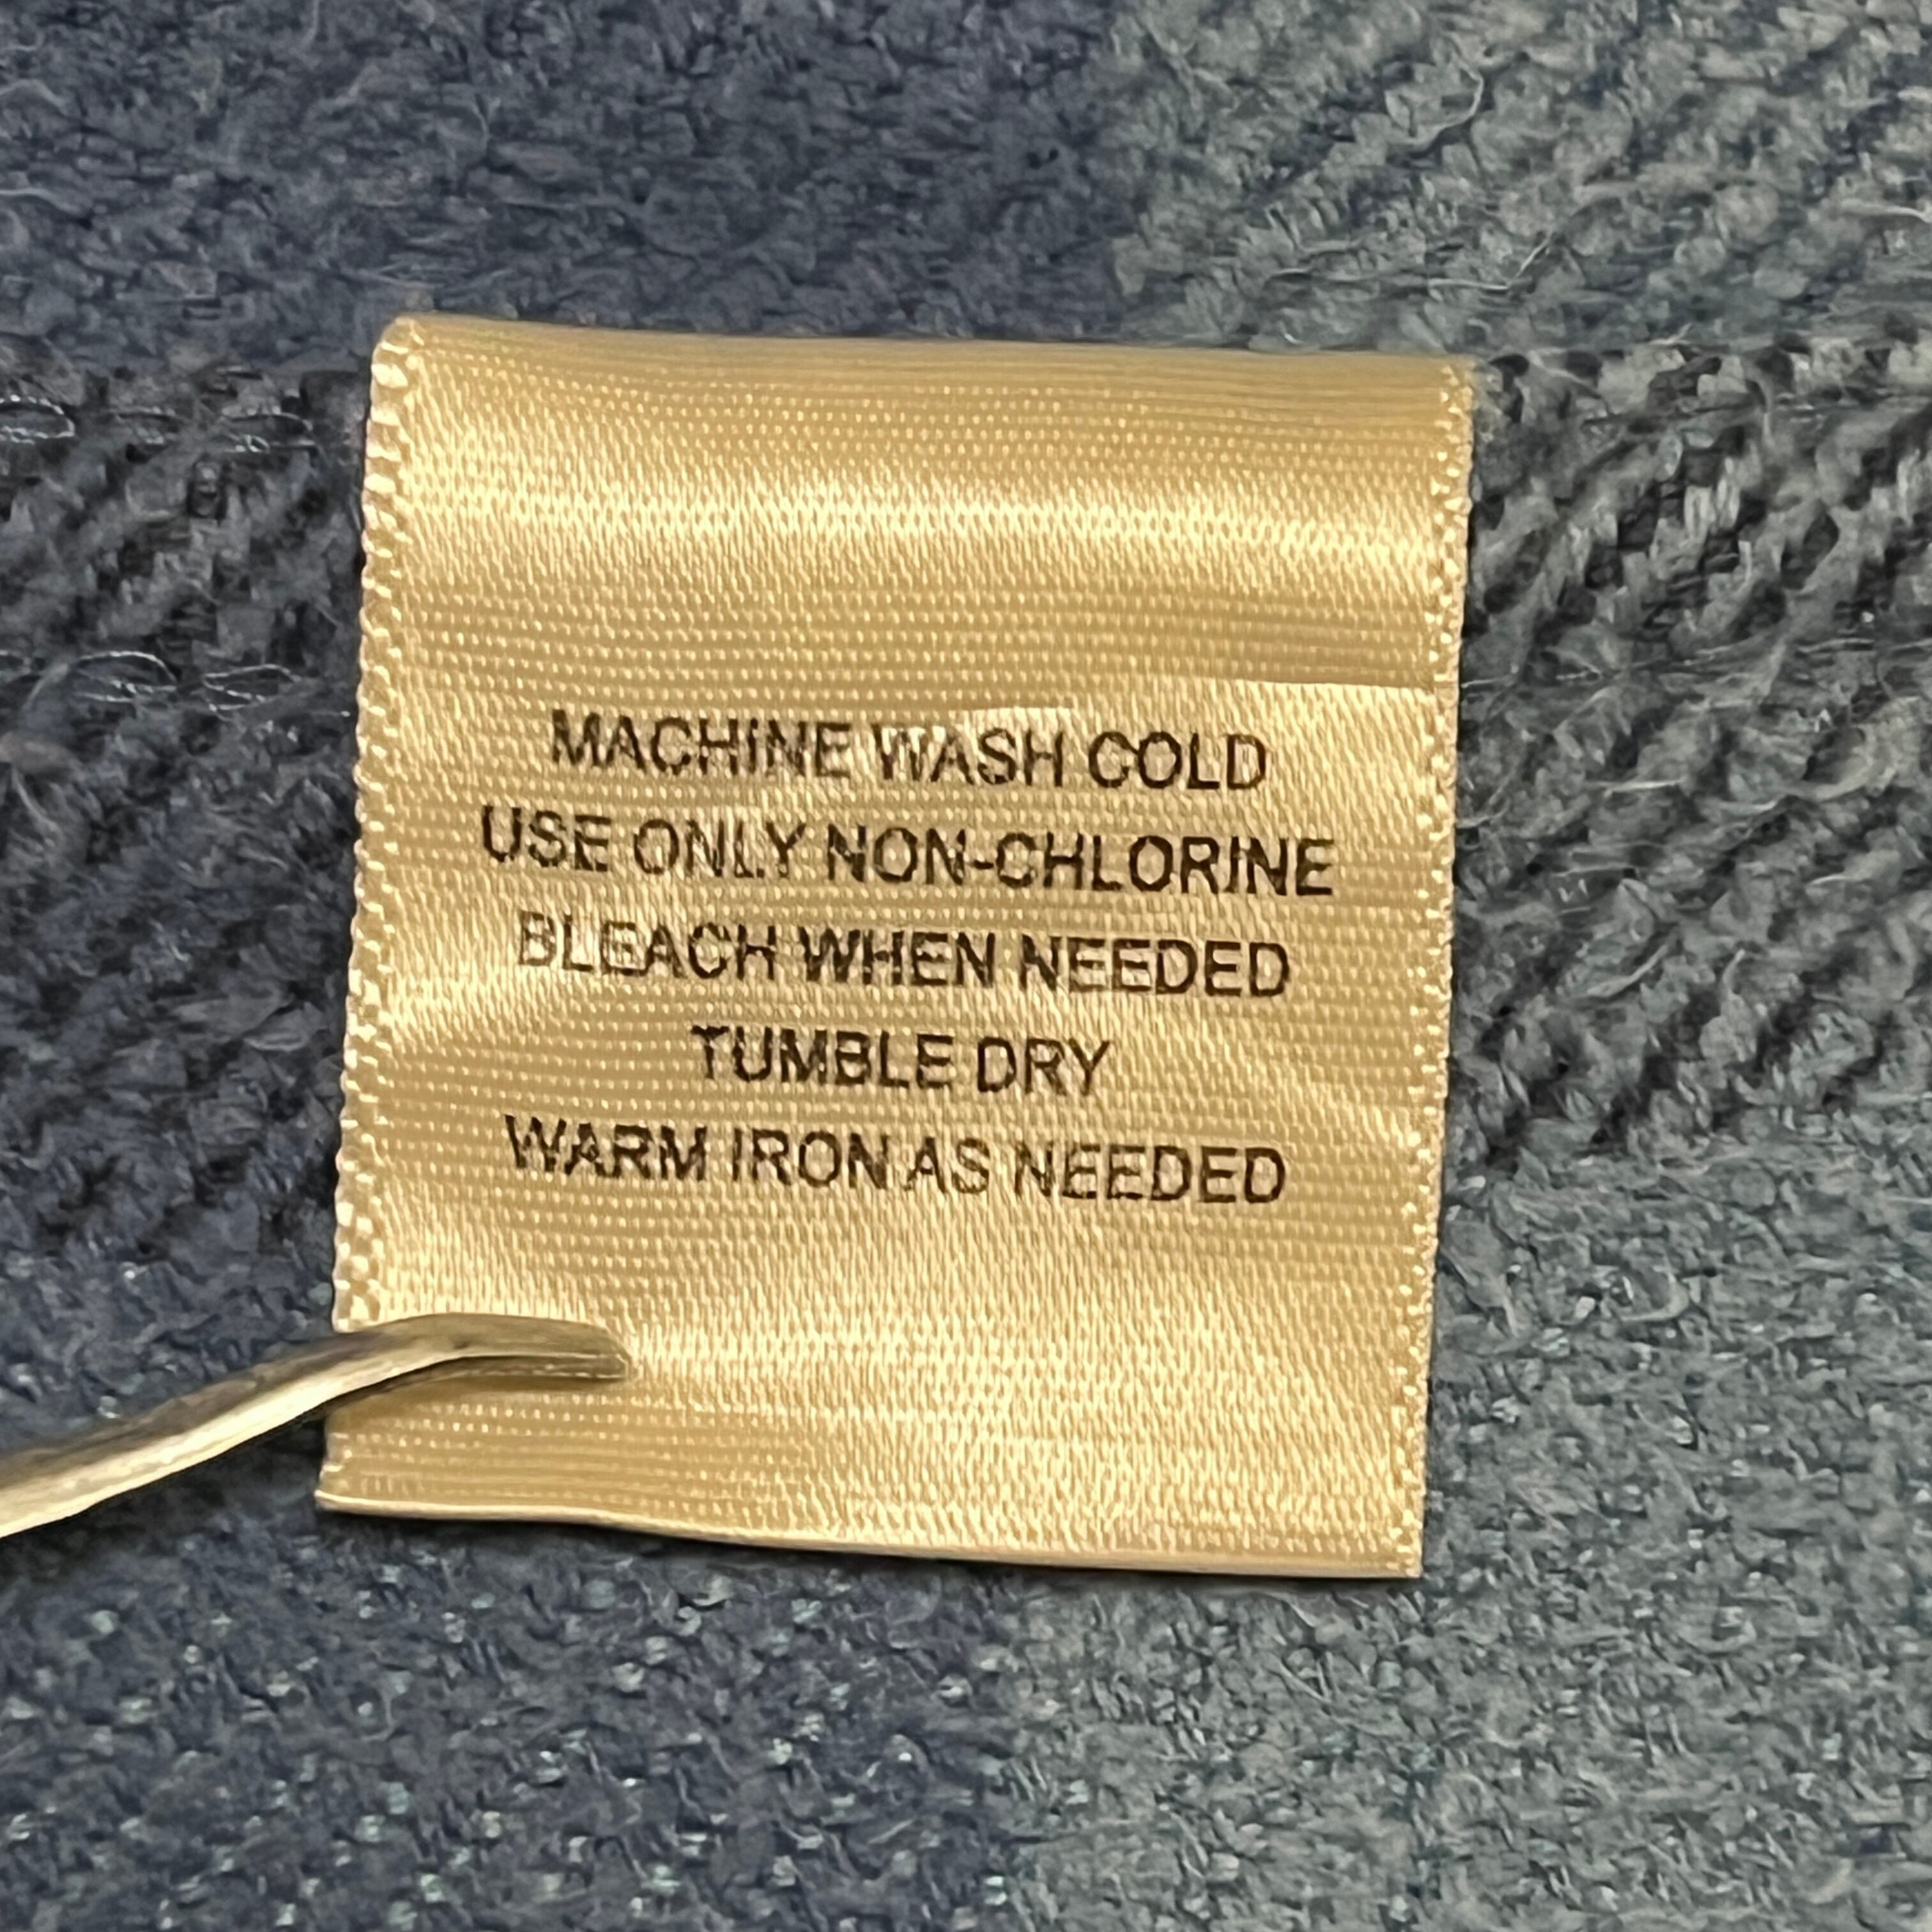 MACHINE WASH COLD
USE ONLY NON-CHLORINE
BLEACH WHEN NEEDED
TUMBLE DRY
WARM IRON AS NEEDED